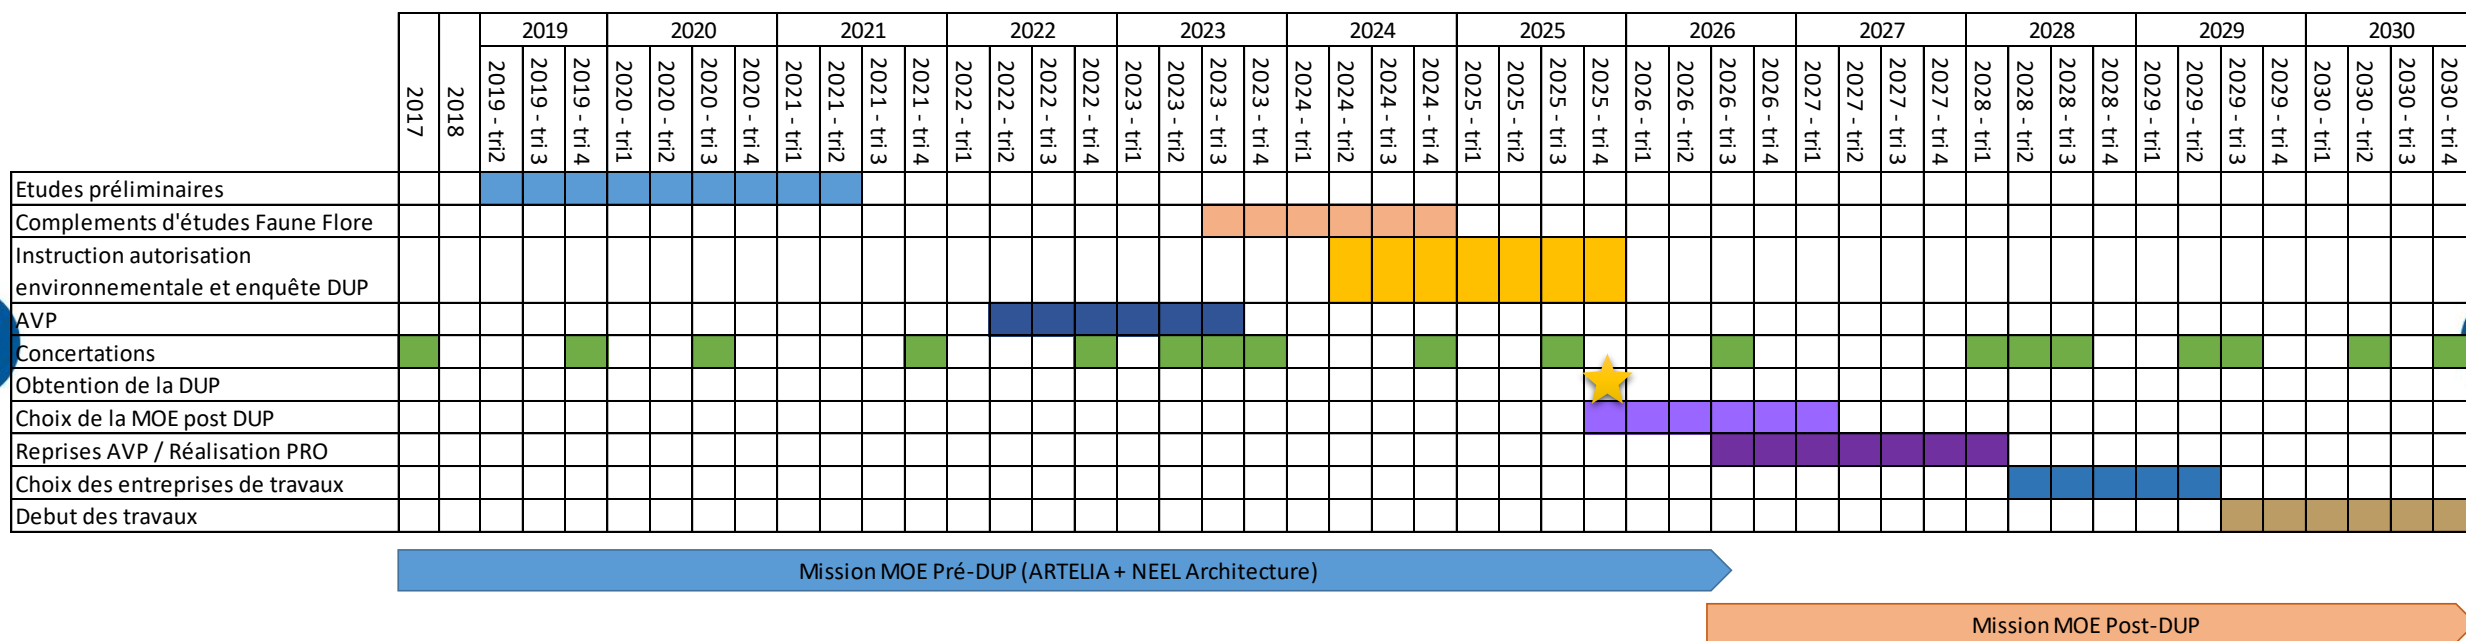 2019 2020 2021 2022 2023 2024 2025 2026 2027 2028 2029 2030
2017 2018 2019 - tri2 2019 - tri 3 2019 - tri 4 2020 - tri1 2020 - tri2 2020 - tri 3 2020 - tri 4 2021 - tri1 2021 - tri2 2021 - tri 3 2021 - tri 4 2022 - tri1 2022 - tri2 2022 - tri 3 2022 - tri 4 2023 - tri1 2023 - tri2 2023 - tri 3 2023 - tri 4 2024 - tri1 2024 - tri2 2024 - tri 3 2024 - tri 4 2025 - tri1 2025 - tri2 2025 - tri 3 2025 - tri 4 2026 - tri1 2026 - tri2 2026 - tri 3 2026 - tri 4 2027 - tri1 2027 - tri2 2027 - tri 3 2027 - tri 4 2028 - tri1 2028 - tri2 2028 - tri 3 2028 - tri 4 2029 - tri1 2029 - tri2 2029 - tri 3 2029 - tri 4 2030 - tri1 2030 - tri2 2030 - tri 3 2030 - tri 4
Etudes préliminaires
Complements d'études Faune Flore
Instruction autorisation
environnementale et enquête DUP
AVP
Concertations
Obtention de la DUP
Choix de la MOE post DUP
Reprises AVP / Réalisation PRO
Choix des entreprises de travaux
Debut des travaux
Mission MOE Pré-DUP (ARTELIA + NEEL Architecture)
Mission MOE Post-DUP